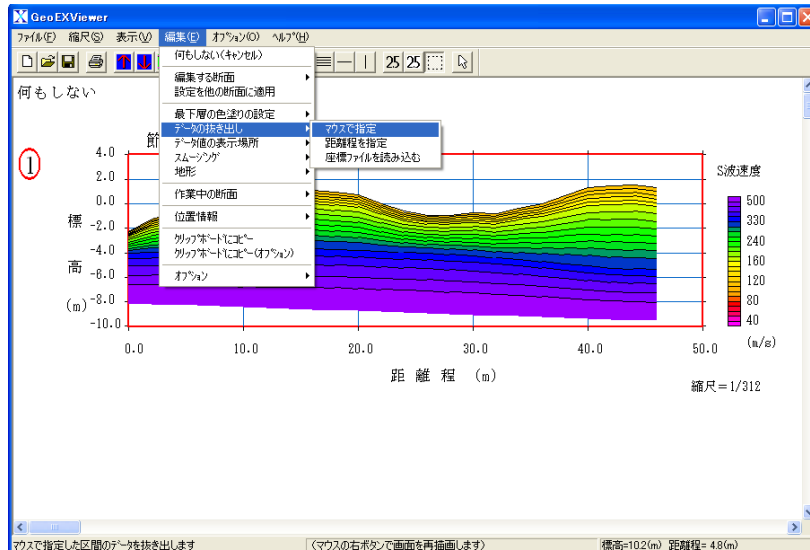 GeoEXViewer
ファイル(F) 縮尺(S) 表示(V) 編集(E) オプション(O) ヘルプ(H)
25 25
何もしない(キャンセル)
編集する断面
設定を他の断面に適用
最下層の色塗りの設定
データの抜き出し
データ値の表示場所
スムージング
地形
作業中の断面
位置情報
クリップボードにコピー
クリップボードにコピー(オプション)
オプション
マウスで指定
距離程を指定
座標ファイルを読み込む
何もしない
①
節
4.0
2.0
0.0
-2.0
-4.0
-6.0
-8.0
-10.0
標高
(m)
0.0 10.0 20.0 30.0 40.0 50.0
距離程 (m)
S波速度
500
330
240
160
120
80
40
(m/s)
縮尺=1/312
マウスで指定した区間のデータを抜き出します (マウスの右ボタンで画面を再描画します) 標高=10.2(m) 距離程= 4.8(m)